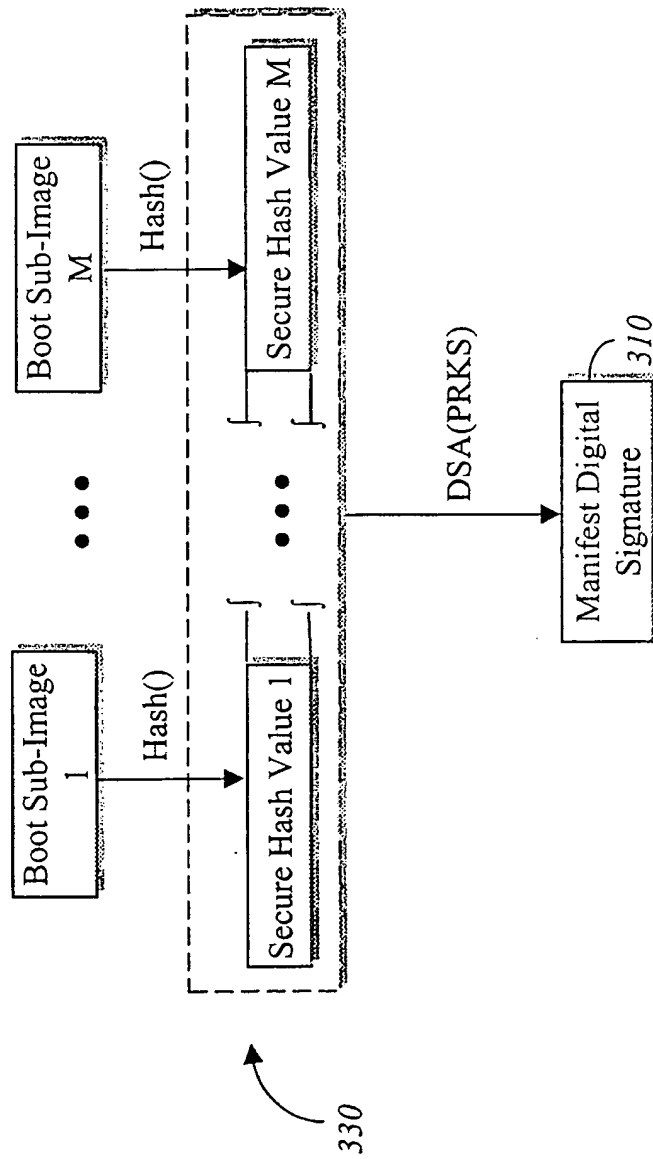 Boot Sub-Image
1
• • •
Boot Sub-Image
M
Hash()
Hash()
Secure Hash Value 1
• • •
Secure Hash Value M
330
DSA(PRKS)
Manifest Digital
Signature
310